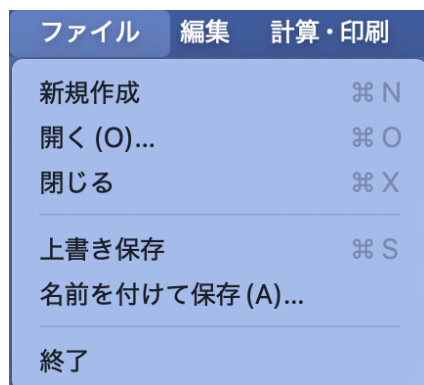 ファイル 編集 計算・印刷
新規作成 ⌘ N
開く (O)... ⌘ O
閉じる ⌘ X
上書き保存 ⌘ S
名前を付けて保存 (A)...
終了